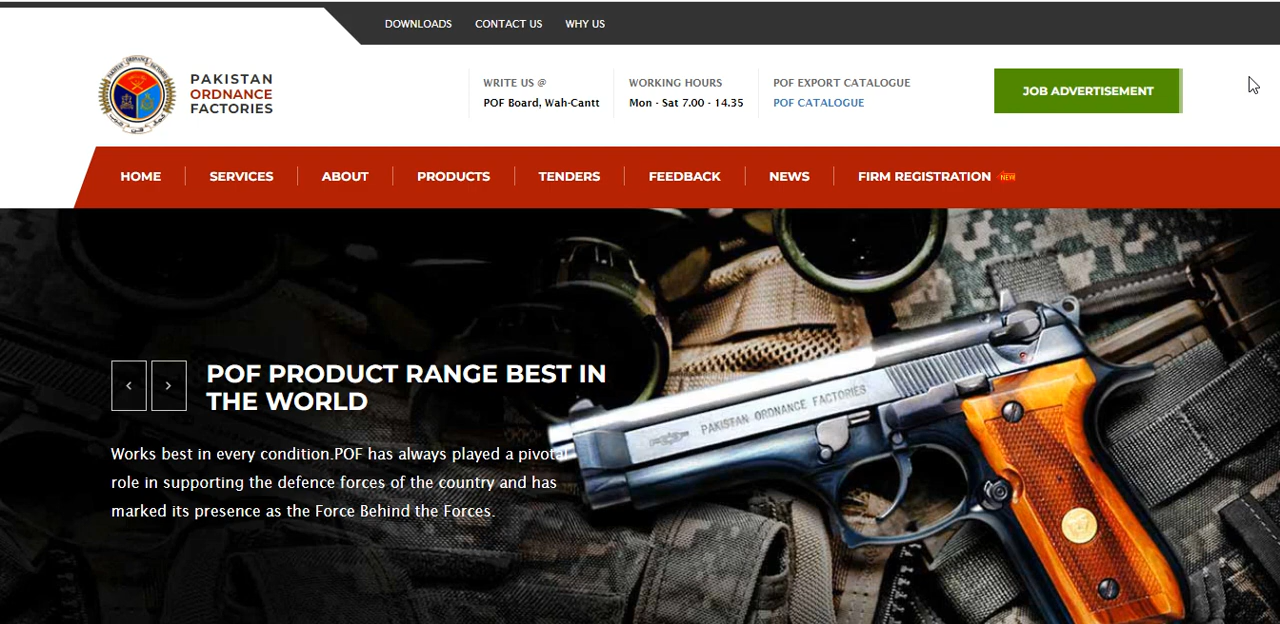 DOWNLOADS CONTACT US WHY US
PAKISTAN
ORDNANCE
FACTORIES
WRITE US @
POF Board, Wah-Cantt
WORKING HOURS
Mon - Sat 7.00 - 14.35
POF EXPORT CATALOGUE
POF CATALOGUE
JOB ADVERTISEMENT
HOME SERVICES ABOUT PRODUCTS TENDERS FEEDBACK NEWS FIRM REGISTRATION NEW
POF PRODUCT RANGE BEST IN
THE WORLD
Works best in every condition.POF has always played a pivotal
role in supporting the defence forces of the country and has
marked its presence as the Force Behind the Forces.
PAKISTAN ORDNANCE FACTORIES